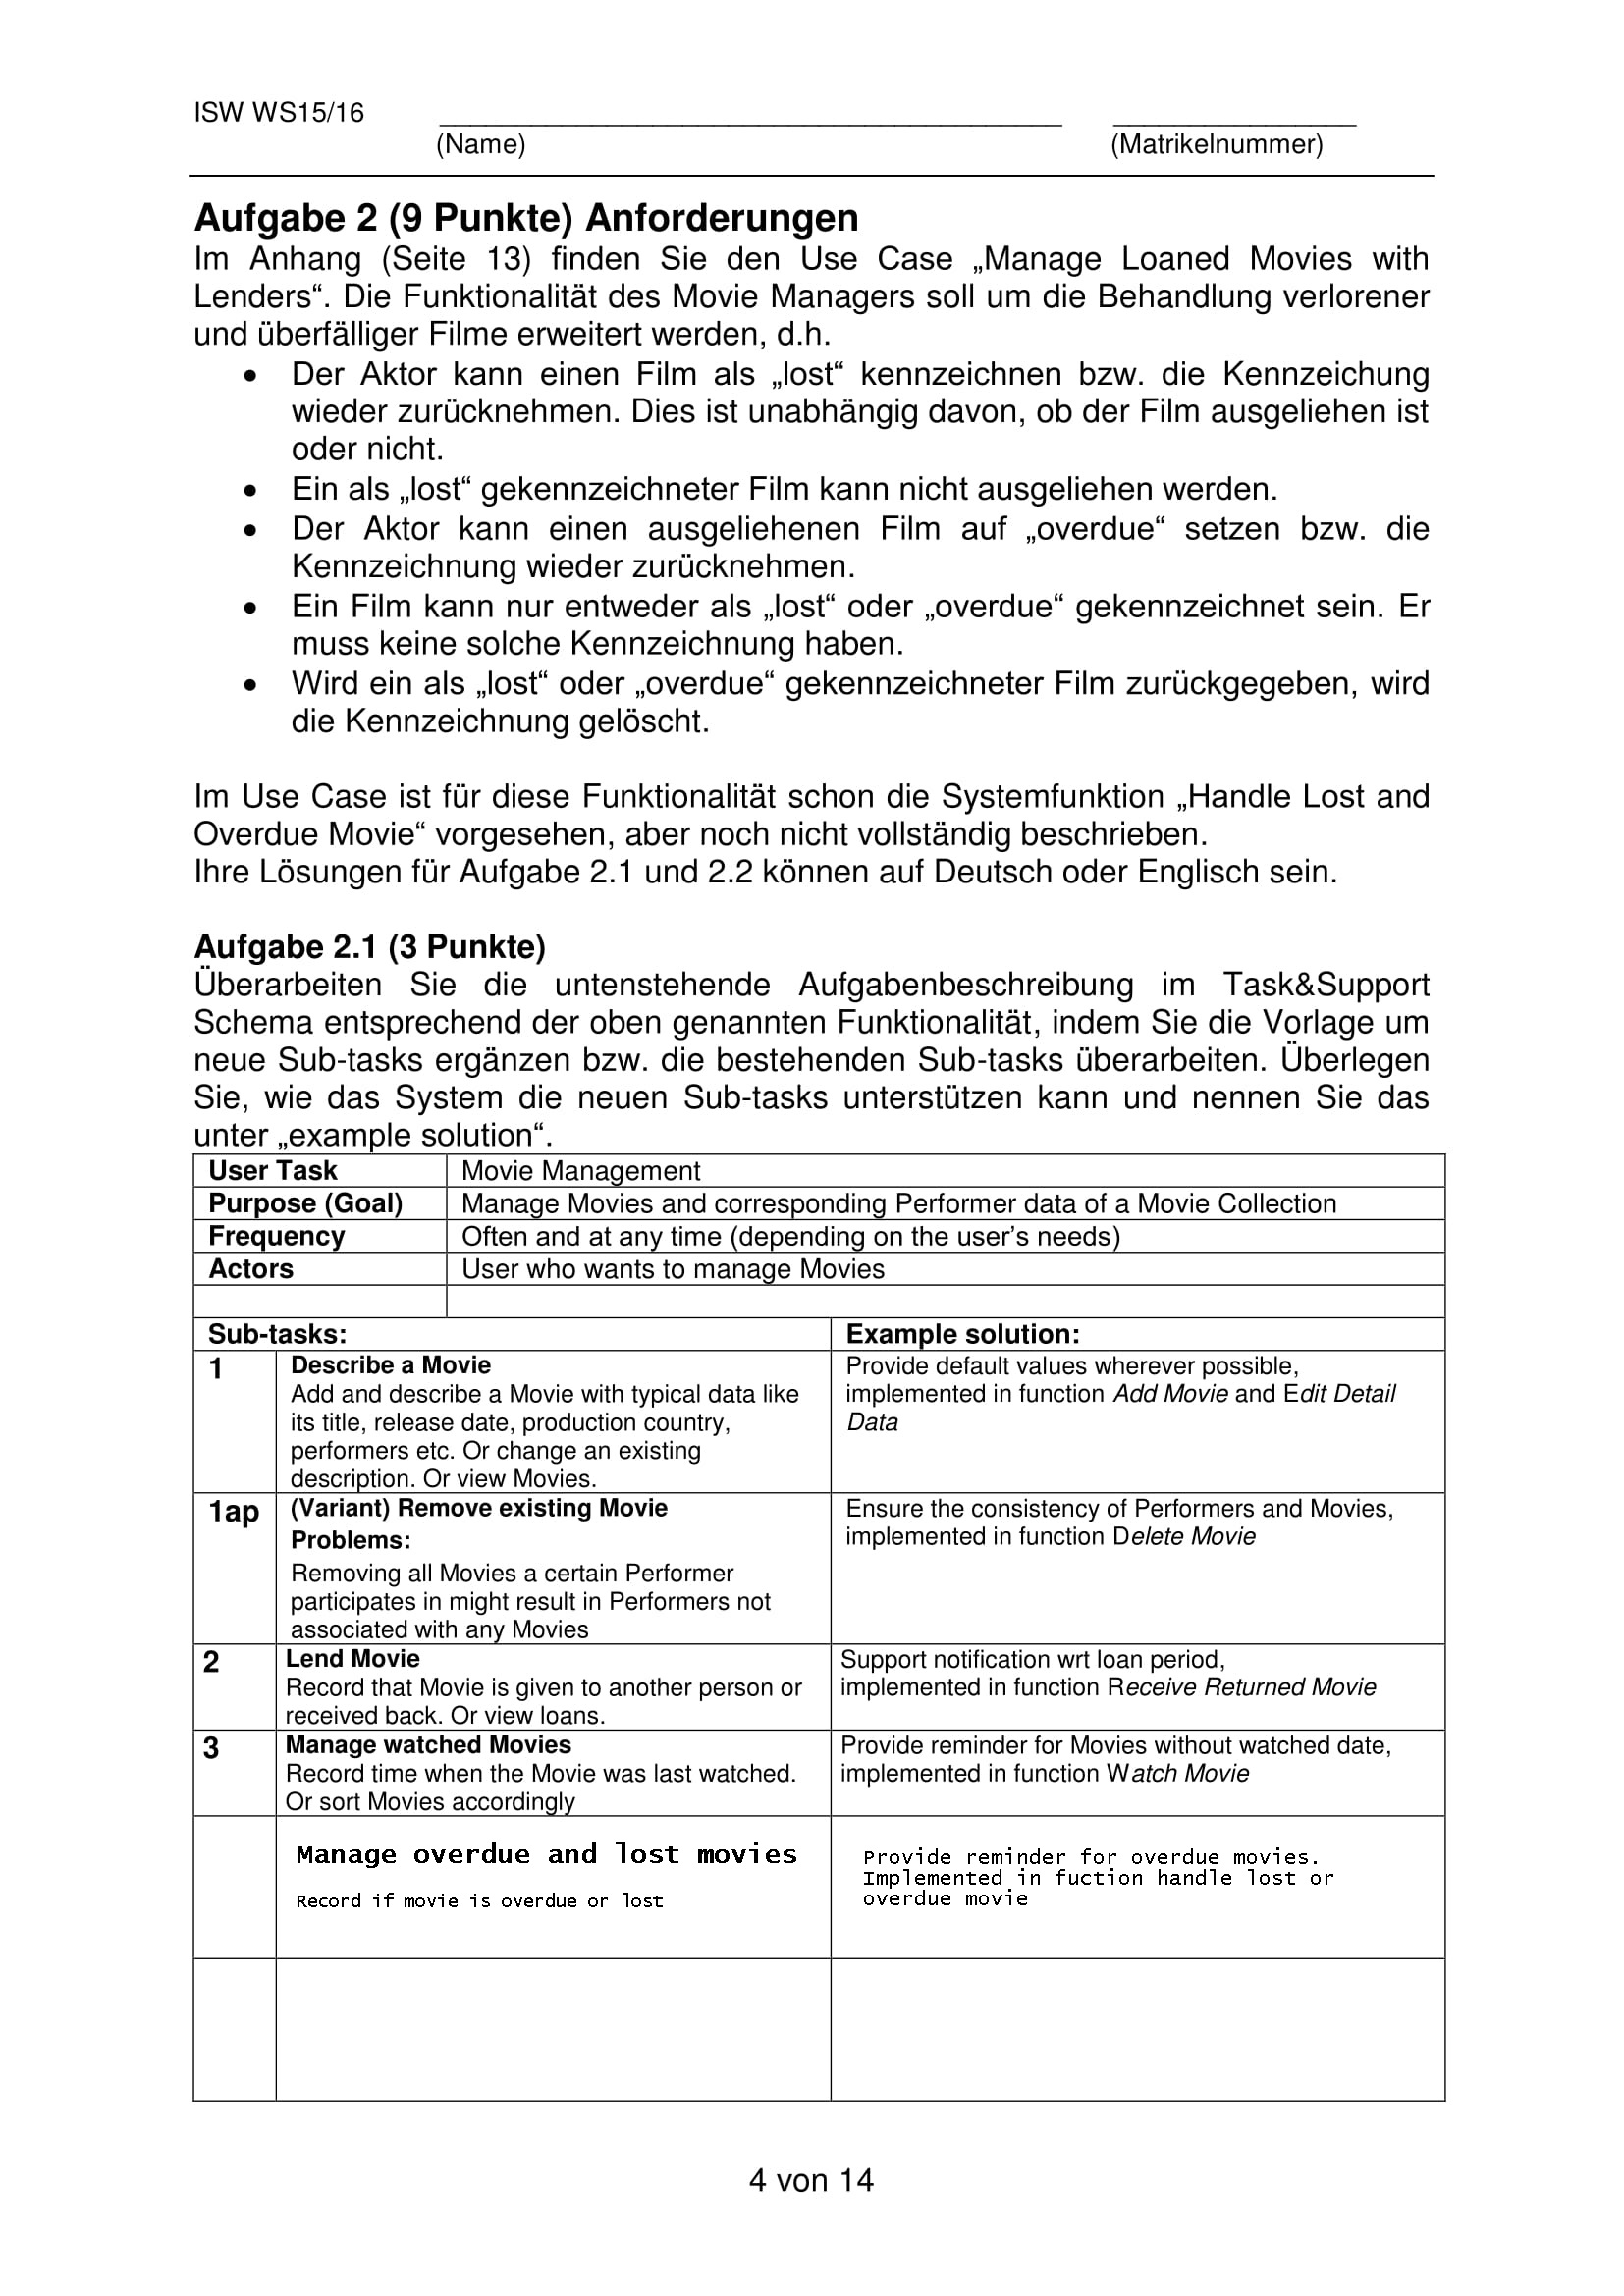 ISW WS15/16
(Name)
(Matrikelnummer)
Aufgabe 2 (9 Punkte) Anforderungen
Im Anhang (Seite 13) finden Sie den Use Case „Manage Loaned Movies with
Lenders“. Die Funktionalität des Movie Managers soll um die Behandlung verlorener
und überfälliger Filme erweitert werden, d.h.
• Der Aktor kann einen Film als „lost“ kennzeichnen bzw. die Kennzeichung
wieder zurücknehmen. Dies ist unabhängig davon, ob der Film ausgeliehen ist
oder nicht.
• Ein als „lost“ gekennzeichneter Film kann nicht ausgeliehen werden.
• Der Aktor kann einen ausgeliehenen Film auf „overdue“ setzen bzw. die
Kennzeichnung wieder zurücknehmen.
• Ein Film kann nur entweder als „lost“ oder „overdue“ gekennzeichnet sein. Er
muss keine solche Kennzeichnung haben.
• Wird ein als „lost“ oder „overdue“ gekennzeichneter Film zurückgegeben, wird
die Kennzeichnung gelöscht.
Im Use Case ist für diese Funktionalität schon die Systemfunktion „Handle Lost and
Overdue Movie“ vorgesehen, aber noch nicht vollständig beschrieben.
Ihre Lösungen für Aufgabe 2.1 und 2.2 können auf Deutsch oder Englisch sein.
Aufgabe 2.1 (3 Punkte)
Überarbeiten Sie die untenstehende Aufgabenbeschreibung im Task&Support
Schema entsprechend der oben genannten Funktionalität, indem Sie die Vorlage um
neue Sub-tasks ergänzen bzw. die bestehenden Sub-tasks überarbeiten. Überlegen
Sie, wie das System die neuen Sub-tasks unterstützen kann und nennen Sie das
unter „example solution“.
User Task
Movie Management
Purpose (Goal)
Manage Movies and corresponding Performer data of a Movie Collection
Frequency
Often and at any time (depending on the user’s needs)
Actors
User who wants to manage Movies
Sub-tasks:
Example solution:
1
Describe a Movie
Add and describe a Movie with typical data like
its title, release date, production country,
performers etc. Or change an existing
description. Or view Movies.
Provide default values wherever possible,
implemented in function Add Movie and Edit Detail
Data
1ap
(Variant) Remove existing Movie
Problems:
Removing all Movies a certain Performer
participates in might result in Performers not
associated with any Movies
Ensure the consistency of Performers and Movies,
implemented in function Delete Movie
2
Lend Movie
Record that Movie is given to another person or
received back. Or view loans.
Support notification wrt loan period,
implemented in function Receive Returned Movie
3
Manage watched Movies
Record time when the Movie was last watched.
Or sort Movies accordingly
Provide reminder for Movies without watched date,
implemented in function Watch Movie
Manage overdue and lost movies
Record if movie is overdue or lost
Provide reminder for overdue movies.
Implemented in fuction handle lost or
overdue movie
4 von 14